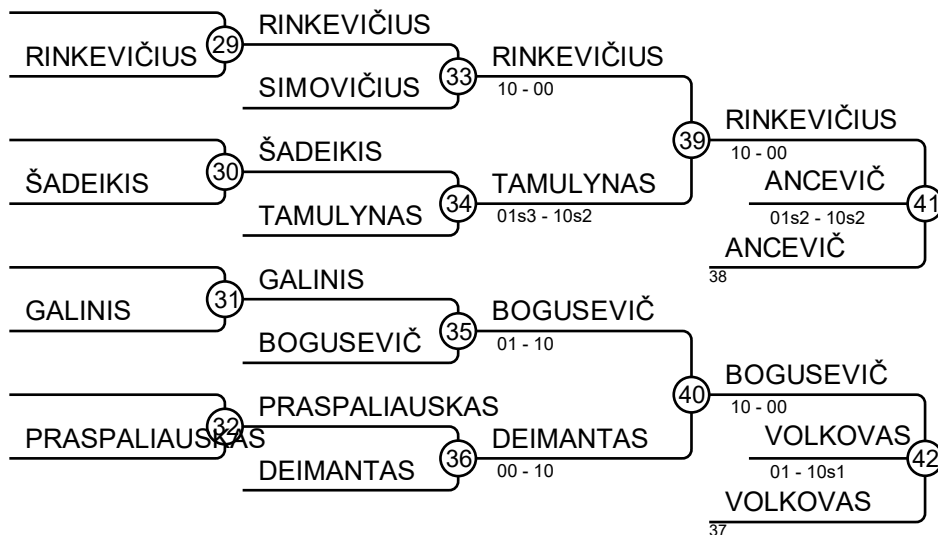 RINKEVIČIUS
29
RINKEVIČIUS
SIMOVIČIUS
33
RINKEVIČIUS
10 - 00
ŠADEIKIS
30
ŠADEIKIS
TAMULYNAS
34
TAMULYNAS
01s3 - 10s2
39
RINKEVIČIUS
10 - 00
ANCEVIČ
01s2 - 10s2
41
ANCEVIČ
38
GALINIS
31
GALINIS
BOGUSEVIČ
35
BOGUSEVIČ
01 - 10
PRASPALIAUSKAS
32
PRASPALIAUSKAS
DEIMANTAS
36
DEIMANTAS
00 - 10
40
BOGUSEVIČ
10 - 00
VOLKOVAS
01 - 10s1
42
VOLKOVAS
37